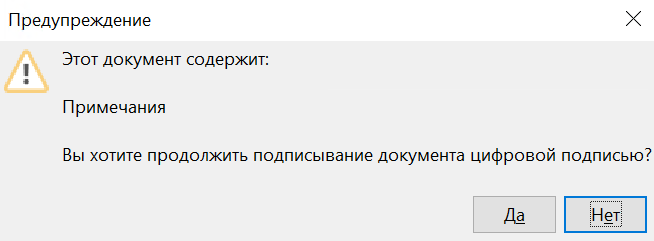 Предупреждение
Этот документ содержит:
Примечания
Вы хотите продолжить подписывание документа цифровой подписью?
Да
Нет